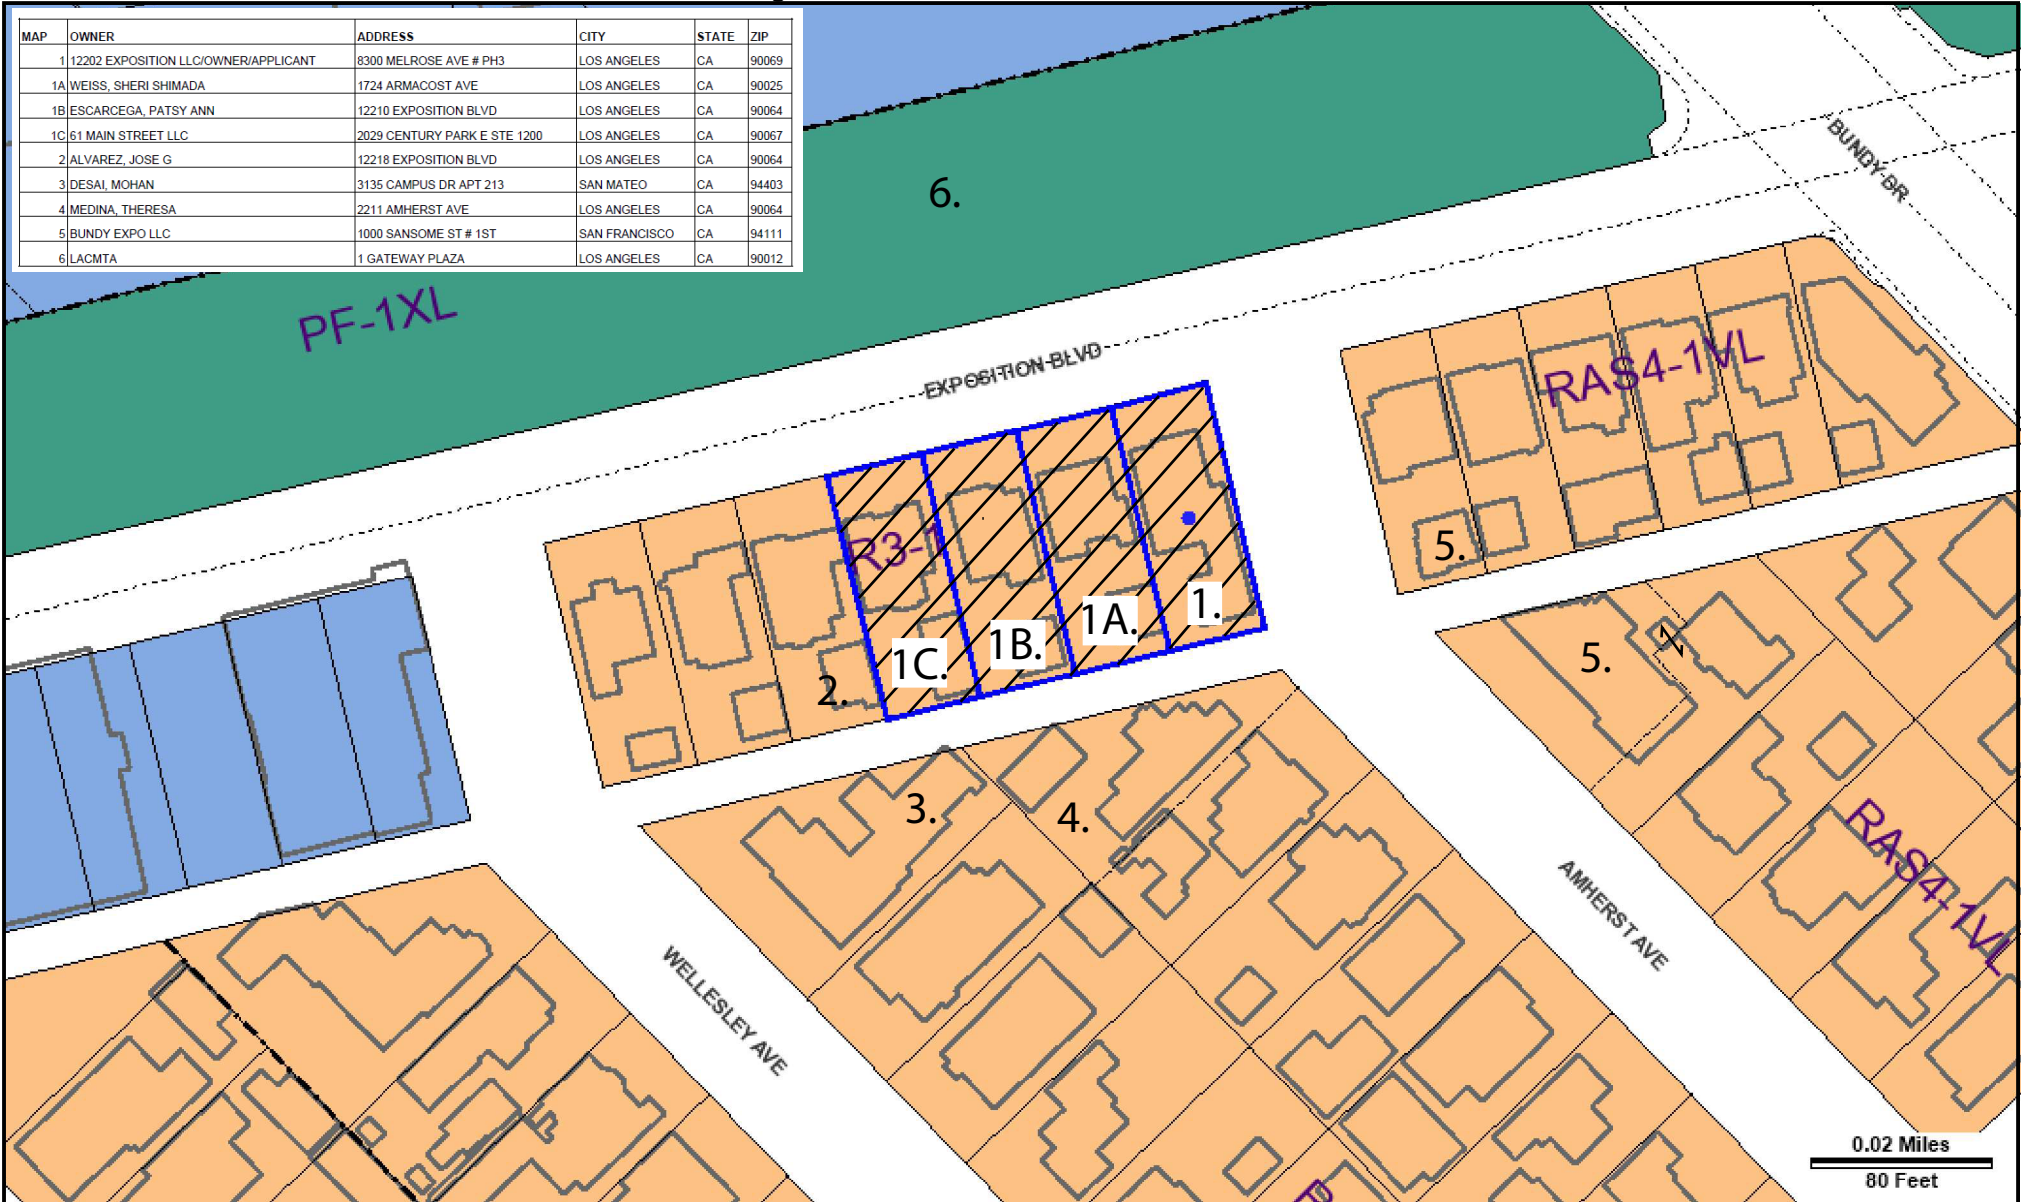 MAP OWNER ADDRESS CITY STATE ZIP
1 12202 EXPOSITION LLC/OWNER/APPLICANT 8300 MELROSE AVE # PH3 LOS ANGELES CA 90069
1A WEISS, SHERI SHIMADA 1724 ARMACOST AVE LOS ANGELES CA 90025
1B ESCARCEGA, PATSY ANN 12210 EXPOSITION BLVD LOS ANGELES CA 90064
1C 61 MAIN STREET LLC 2029 CENTURY PARK E STE 1200 LOS ANGELES CA 90067
2 ALVAREZ, JOSE G 12218 EXPOSITION BLVD LOS ANGELES CA 90064
3 DESAI, MOHAN 3135 CAMPUS DR APT 213 SAN MATEO CA 94403
4 MEDINA, THERESA 2211 AMHERST AVE LOS ANGELES CA 90064
5 BUNDY EXPO LLC 1000 SANSOME ST # 1ST SAN FRANCISCO CA 94111
6 LACMTA 1 GATEWAY PLAZA LOS ANGELES CA 90012
BUNDY DR
6.
PF-1XL
EXPOSITION BLVD
RAS4-1VL
R3-1
5.
1.
1A.
1B.
1C.
2.
5.
3.
4.
RAS4-1VL
AMHERST AVE
WELLESLEY AVE
0.02 Miles
80 Feet